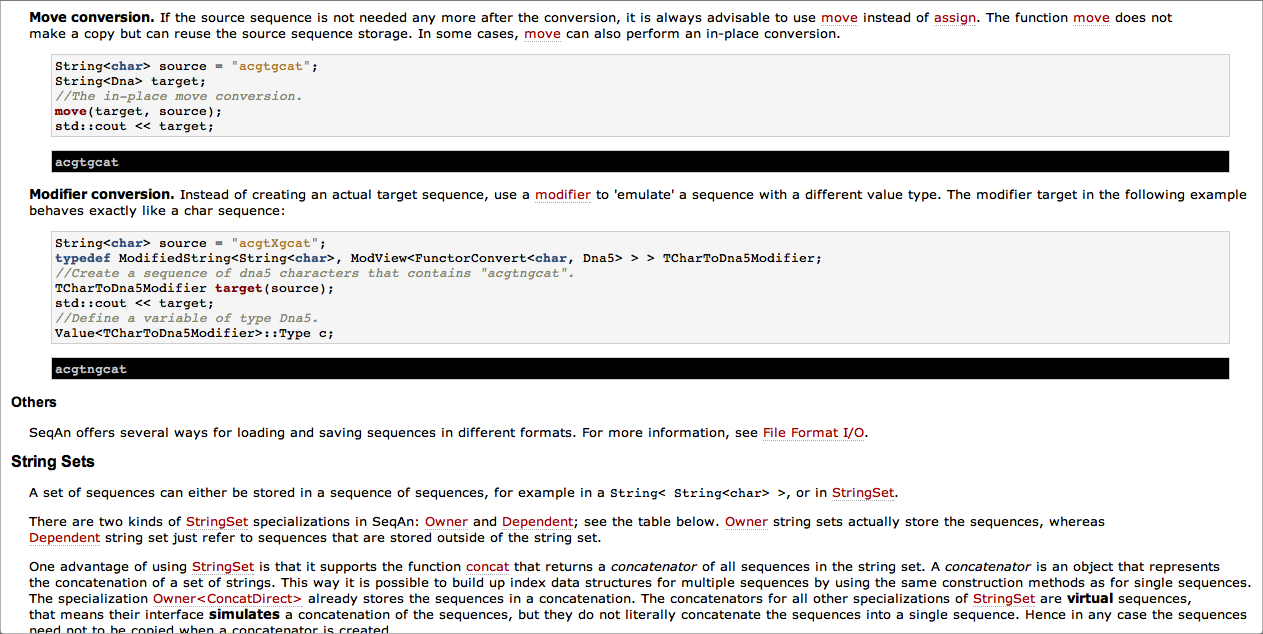 Move conversion. If the source sequence is not needed any more after the conversion, it is always advisable to use move instead of assign. The function move does not
make a copy but can reuse the source sequence storage. In some cases, move can also perform an in-place conversion.
String<char> source = "acgtgcat";
String<Dna> target;
//The in-place move conversion.
move(target, source);
std::cout << target;
acgtgcat
Modifier conversion. Instead of creating an actual target sequence, use a modifier to 'emulate' a sequence with a different value type. The modifier target in the following example
behaves exactly like a char sequence:
String<char> source = "acgtXgcat";
typedef ModifiedString<String<char>, ModView<FunctorConvert<char, Dna5> > > TCharToDna5Modifier;
//Create a sequence of dna5 characters that contains "acgtngcat".
TCharToDna5Modifier target(source);
std::cout << target;
//Define a variable of type Dna5.
Value<TCharToDna5Modifier>::Type c;
acgtngcat
Others
SeqAn offers several ways for loading and saving sequences in different formats. For more information, see File Format I/O.
String Sets
A set of sequences can either be stored in a sequence of sequences, for example in a String< String<char> >, or in StringSet.
There are two kinds of StringSet specializations in SeqAn: Owner and Dependent; see the table below. Owner string sets actually store the sequences, whereas
Dependent string set just refer to sequences that are stored outside of the string set.
One advantage of using StringSet is that it supports the function concat that returns a concatenator of all sequences in the string set. A concatenator is an object that represents
the concatenation of a set of strings. This way it is possible to build up index data structures for multiple sequences by using the same construction methods as for single sequences.
The specialization Owner<ConcatDirect> already stores the sequences in a concatenation. The concatenators for all other specializations of StringSet are virtual sequences,
that means their interface simulates a concatenation of the sequences, but they do not literally concatenate the sequences into a single sequence. Hence in any case the sequences
need not to be copied when a concatenator is created.